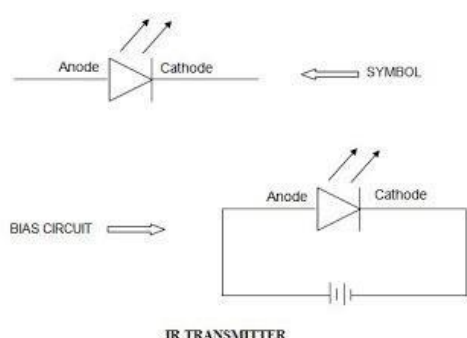 Anode Cathode
SYMBOL
Anode Cathode
BIAS CIRCUIT
IR TRANSMITTER